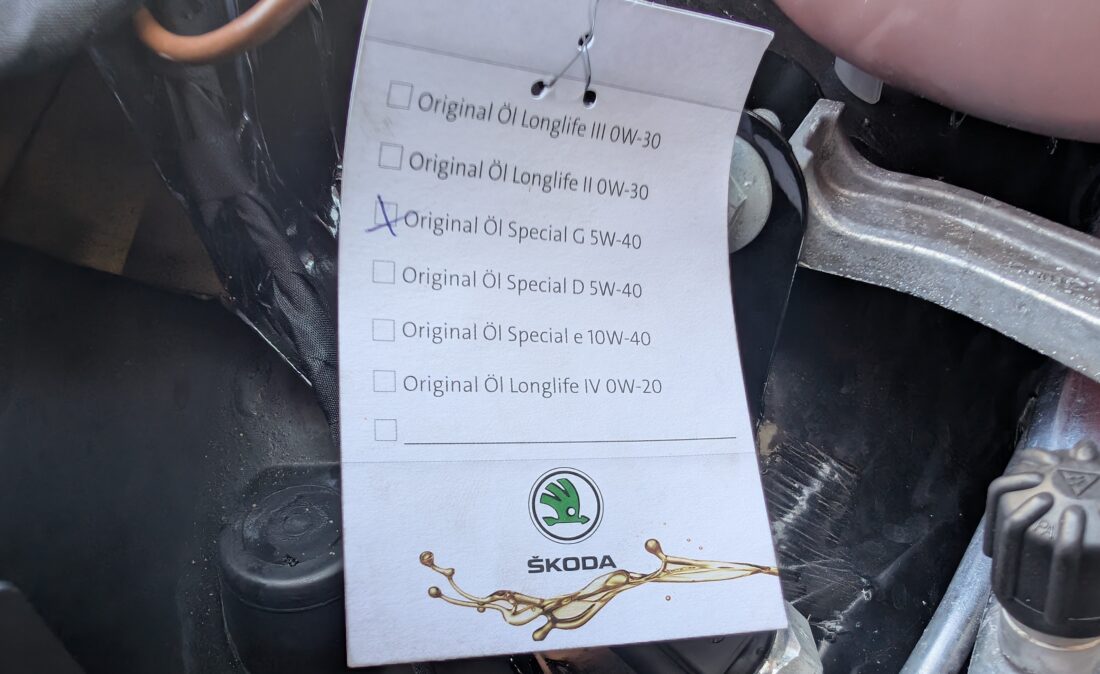 Original Öl Longlife III 0W-30
Original Öl Longlife II 0W-30
Original Öl Special G 5W-40
Original Öl Special D 5W-40
Original Öl Special e 10W-40
Original Öl Longlife IV 0W-20
ŠKODA